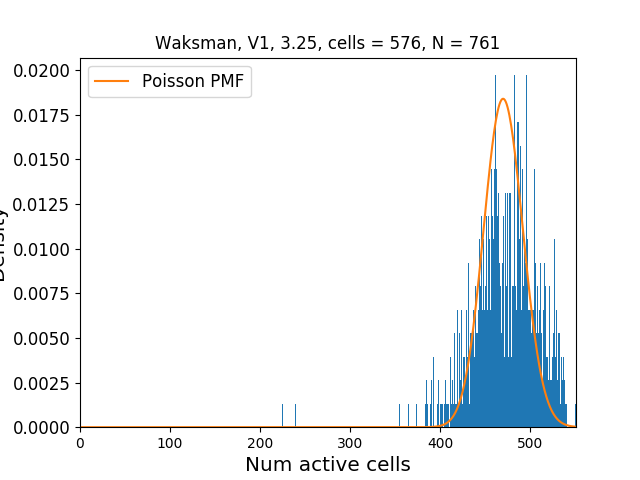 Waksman, V1, 3.25, cells = 576, N = 761
Poisson PMF
0.0200
0.0175
0.0150
0.0125
0.0100
0.0075
0.0050
0.0025
0.0000
Density
0 100 200 300 400 500
Num active cells